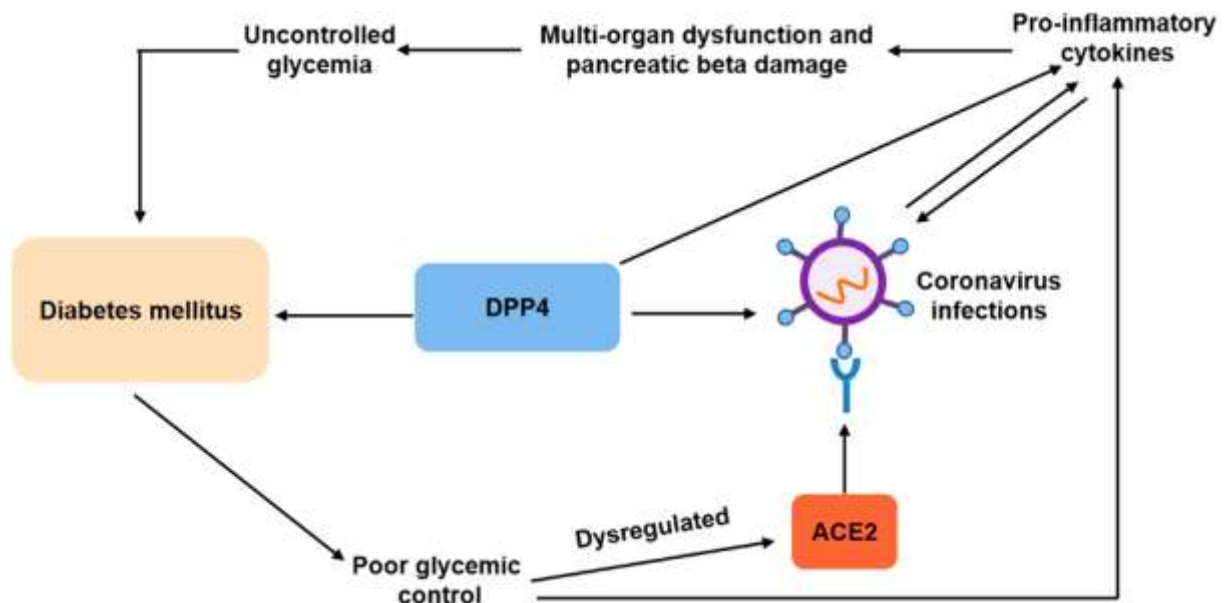 Uncontrolled
glycemia
Multi-organ dysfunction and
pancreatic beta damage
Pro-inflammatory
cytokines
Diabetes mellitus
DPP4
Coronavirus
infections
Dysregulated
ACE2
Poor glycemic
control